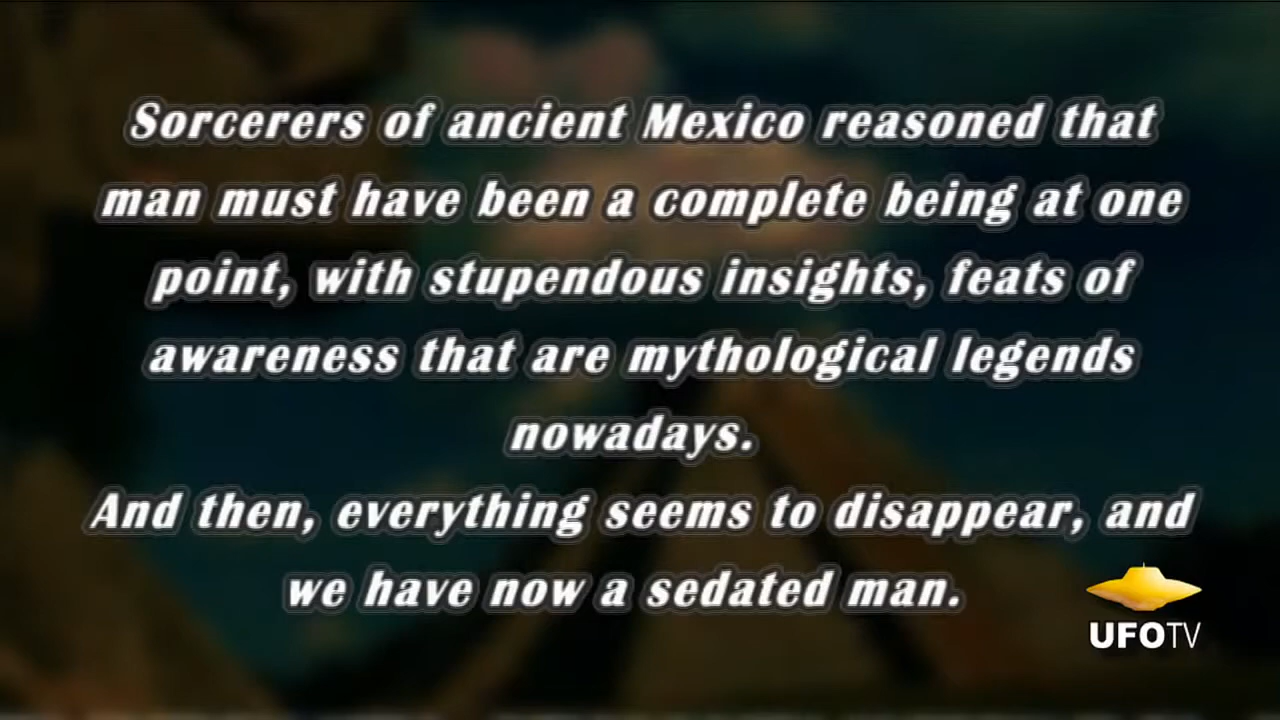 Sorcerers of ancient Mexico reasoned that
man must have been a complete being at one
point, with stupendous insights, feats of
awareness that are mythological legends
nowadays.
And then, everything seems to disappear, and
we have now a sedated man.
UFOTV